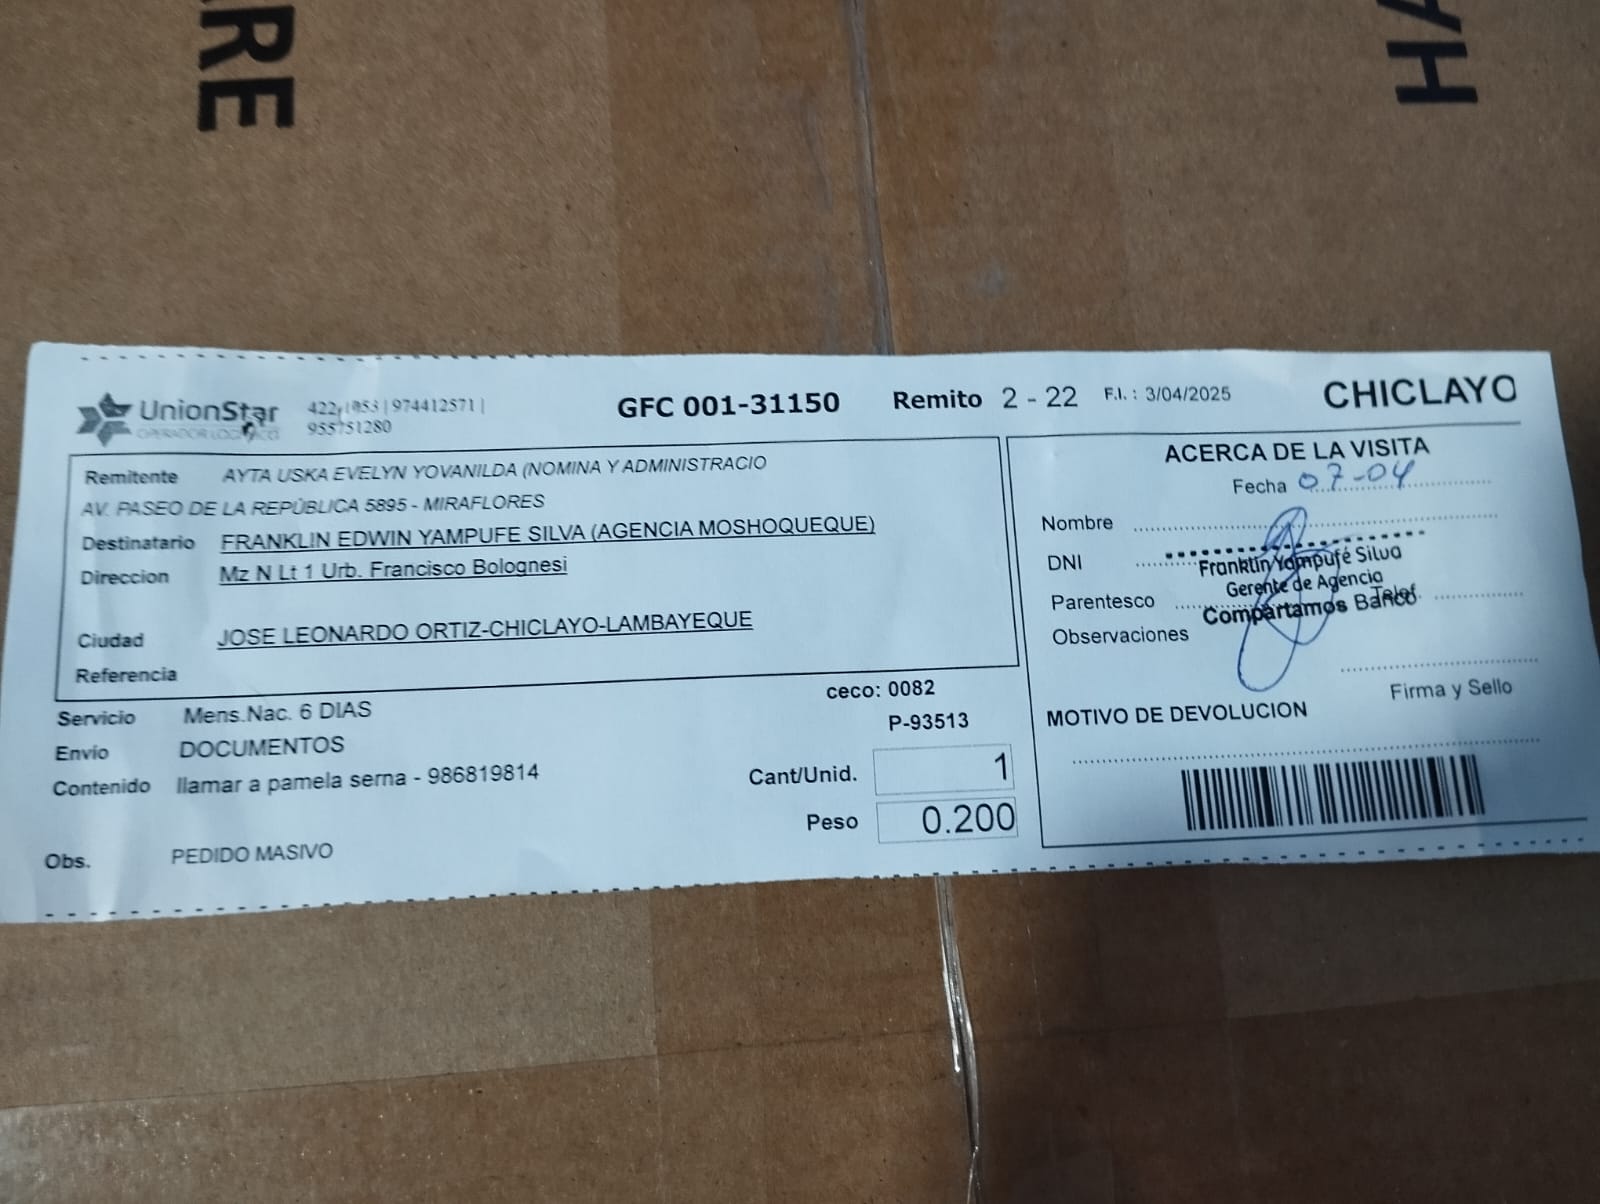 RE
AH
UnionStar
OPERADOR LOGISTICO
974412571 |
955751280
GFC 001-31150
Remito 2 - 22
F.I. : 3/04/2025
CHICLAYO
Remitente AYTA USKA EVELYN YOVANILDA (NOMINA Y ADMINISTRACIO
AV. PASEO DE LA REPÚBLICA 5895 - MIRAFLORES
Destinatario FRANKLIN EDWIN YAMPUFE SILVA (AGENCIA MOSHOQUEQUE)
Direccion Mz N Lt 1 Urb. Francisco Bolognesi
Ciudad JOSE LEONARDO ORTIZ-CHICLAYO-LAMBAYEQUE
Referencia
Servicio Mens.Nac. 6 DIAS
Envio DOCUMENTOS
Contenido llamar a pamela serna - 986819814
Obs. PEDIDO MASIVO
ceco: 0082
P-93513
Cant/Unid. 1
Peso 0.200
ACERCA DE LA VISITA
Fecha 07-04
Nombre
DNI
Franklin Yampufé Silva
Gerente de Agencia
Parentesco
Telef.
Compartamos Banco
Observaciones
Firma y Sello
MOTIVO DE DEVOLUCION